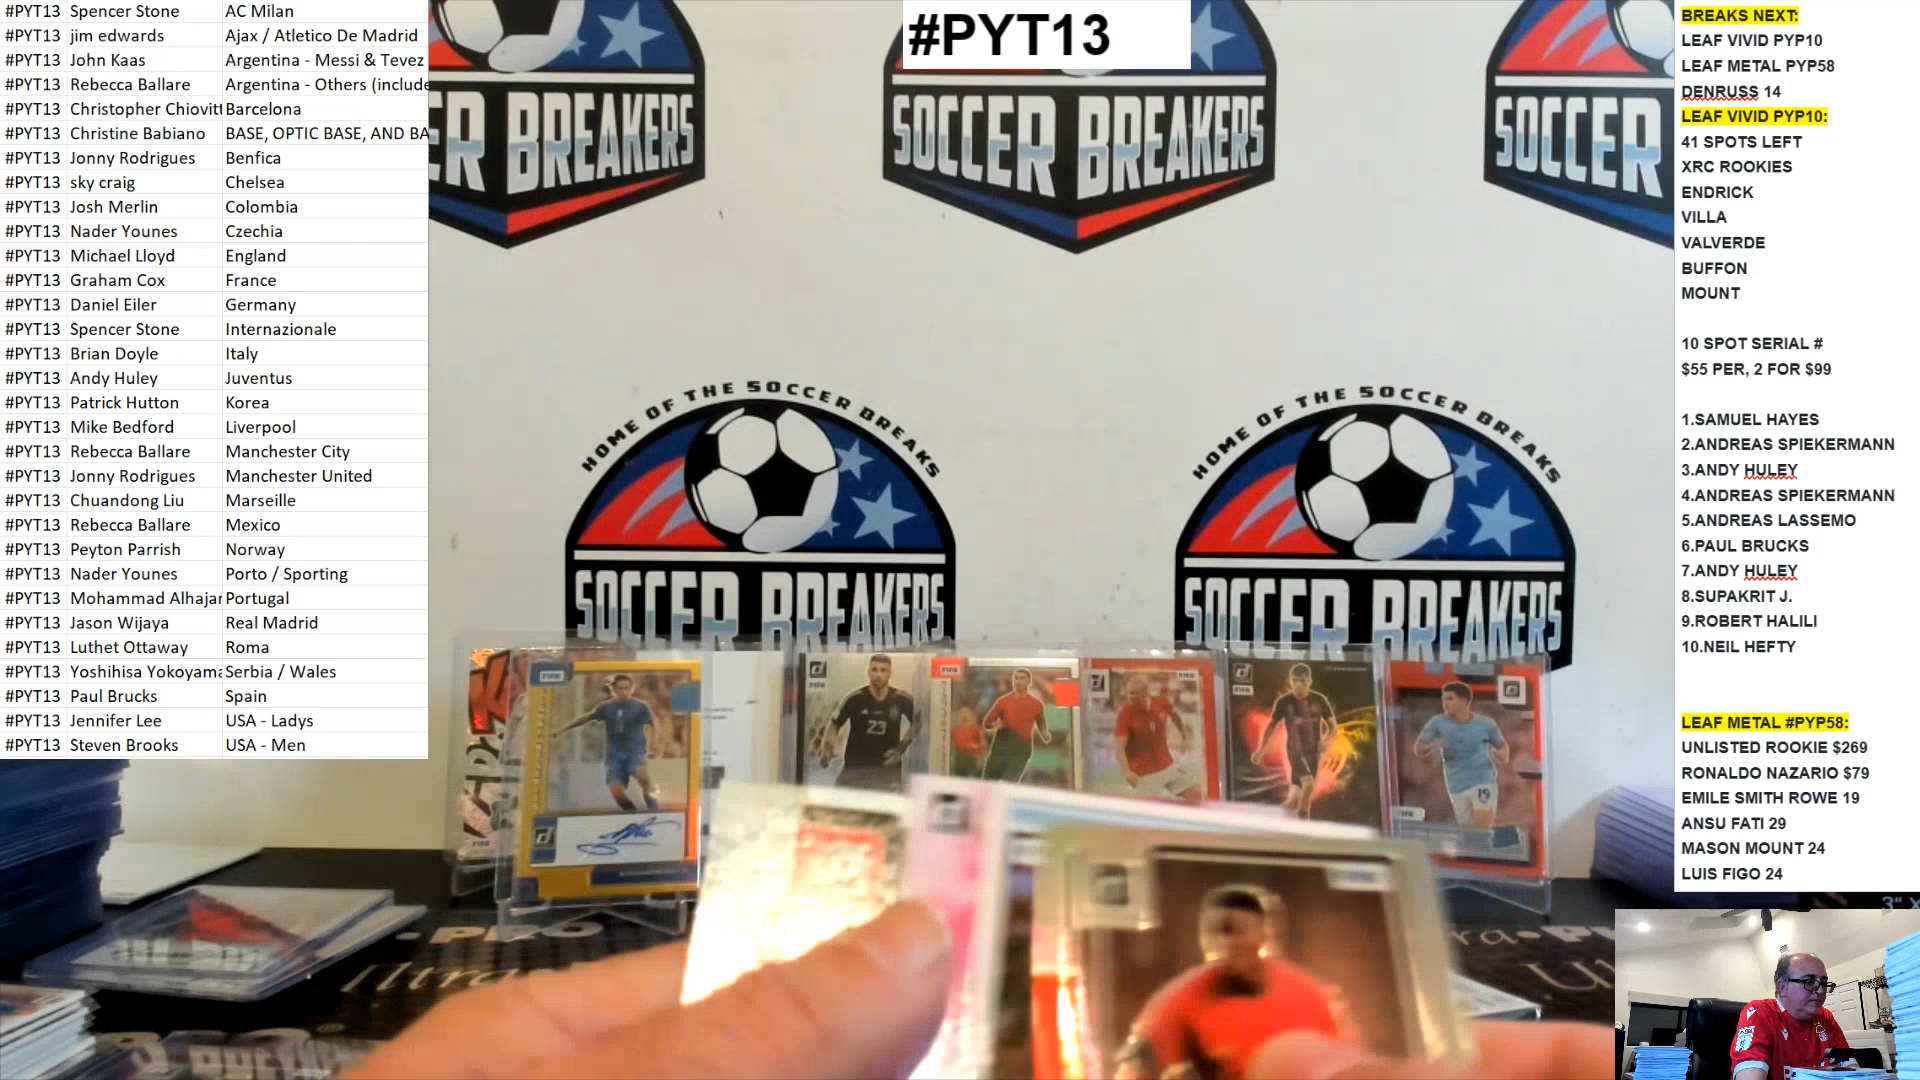 #PYT13 Spencer Stone AC Milan
#PYT13 jim edwards Ajax / Atletico De Madrid
#PYT13 John Kaas Argentina - Messi & Tevez
#PYT13 Rebecca Ballare Argentina - Others (include
#PYT13 Christopher Chiovitt Barcelona
#PYT13 Christine Babiano BASE, OPTIC BASE, AND BA
#PYT13 Jonny Rodrigues Benfica
#PYT13 sky craig Chelsea
#PYT13 Josh Merlin Colombia
#PYT13 Nader Younes Czechia
#PYT13 Michael Lloyd England
#PYT13 Graham Cox France
#PYT13 Daniel Eiler Germany
#PYT13 Spencer Stone Internazionale
#PYT13 Brian Doyle Italy
#PYT13 Andy Huley Juventus
#PYT13 Patrick Hutton Korea
#PYT13 Mike Bedford Liverpool
#PYT13 Rebecca Ballare Manchester City
#PYT13 Jonny Rodrigues Manchester United
#PYT13 Chuandong Liu Marseille
#PYT13 Rebecca Ballare Mexico
#PYT13 Peyton Parrish Norway
#PYT13 Nader Younes Porto / Sporting
#PYT13 Mohammad Alhajar Portugal
#PYT13 Jason Wijaya Real Madrid
#PYT13 Luthet Ottaway Roma
#PYT13 Yoshihisa Yokoyama Serbia / Wales
#PYT13 Paul Brucks Spain
#PYT13 Jennifer Lee USA - Ladys
#PYT13 Steven Brooks USA - Men
#PYT13
ER BREAKERS
SOCCER BREAKERS
SOCCER
HOME OF THE SOCCER BREAKS
SOCCER BREAKERS
HOME OF THE SOCCER BREAKS
SOCCER BREAKERS
23
19
BREAKS NEXT:
LEAF VIVID PYP10
LEAF METAL PYP58
DENRUSS 14
LEAF VIVID PYP10:
41 SPOTS LEFT
XRC ROOKIES
ENDRICK
VILLA
VALVERDE
BUFFON
MOUNT
10 SPOT SERIAL #
$55 PER, 2 FOR $99
1.SAMUEL HAYES
2.ANDREAS SPIEKERMANN
3.ANDY HULEY
4.ANDREAS SPIEKERMANN
5.ANDREAS LASSEMO
6.PAUL BRUCKS
7.ANDY HULEY
8.SUPAKRIT J.
9.ROBERT HALILI
10.NEIL HEFTY
LEAF METAL #PYP58:
UNLISTED ROOKIE $269
RONALDO NAZARIO $79
EMILE SMITH ROWE 19
ANSU FATI 29
MASON MOUNT 24
LUIS FIGO 24